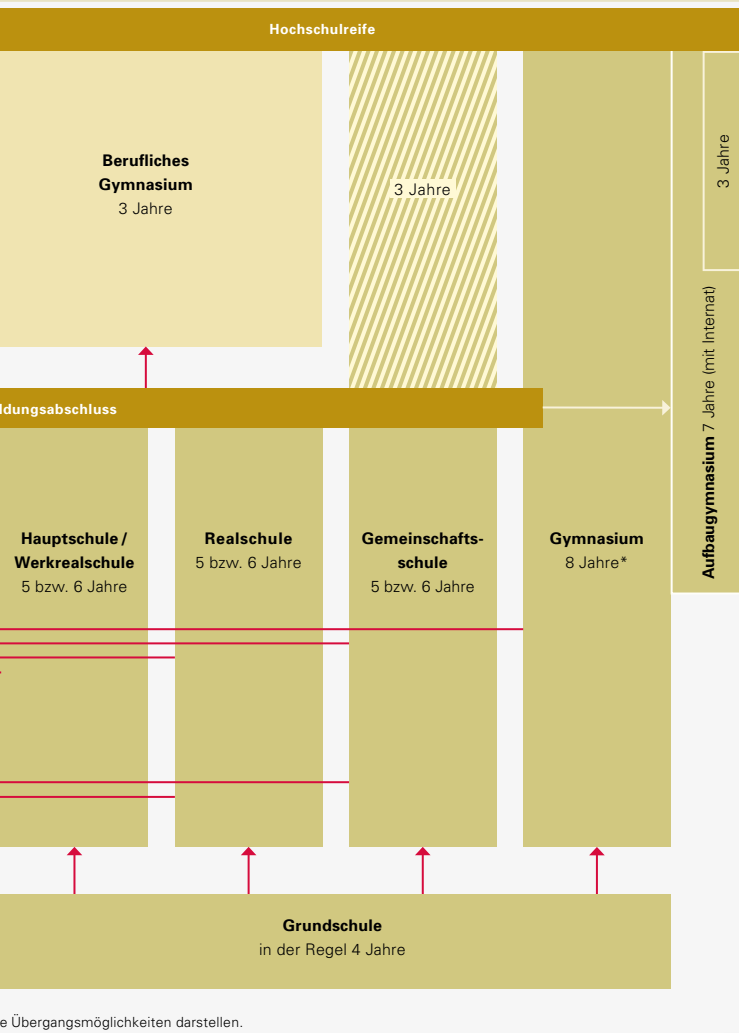 Hochschulreife
Berufliches
Gymnasium
3 Jahre
3 Jahre
3 Jahre
Aufbaugymnasium 7 Jahre (mit Internat)
ldungsabschluss
Hauptschule /
Werkrealschule
5 bzw. 6 Jahre
Realschule
5 bzw. 6 Jahre
Gemeinschafts-
schule
5 bzw. 6 Jahre
Gymnasium
8 Jahre*
Grundschule
in der Regel 4 Jahre
e Übergangsmöglichkeiten darstellen.